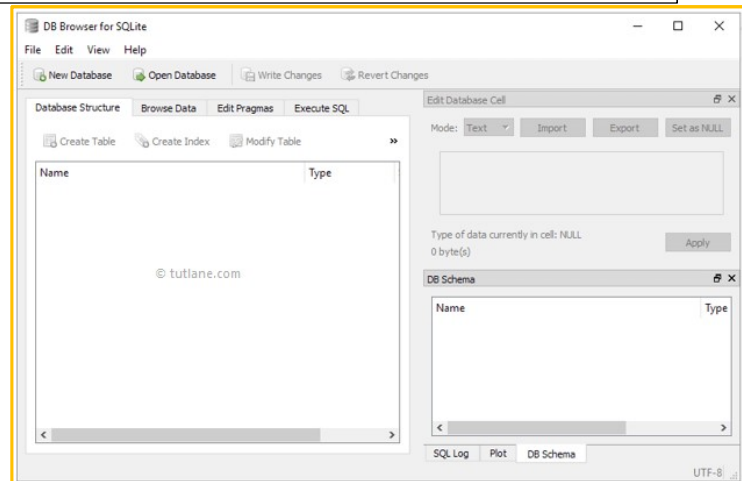 DB Browser for SQLite
File Edit View Help
New Database Open Database Write Changes Revert Changes
Database Structure Browse Data Edit Pragmas Execute SQL
Create Table Create Index Modify Table »
Name Type
© tutlane.com
Edit Database Cell
Mode: Text Import Export Set as NULL
Type of data currently in cell: NULL
0 byte(s)
Apply
DB Schema
Name Type
SQL Log Plot DB Schema
UTF-8